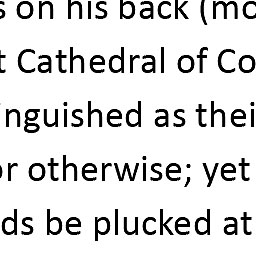 s on his back (mo
t Cathedral of Co
inguished as thei
or otherwise; yet
ds be plucked at